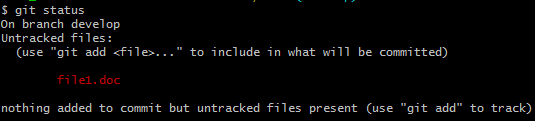 $ git status
On branch develop
Untracked files:
  (use "git add <file>..." to include in what will be committed)

        file1.doc

nothing added to commit but untracked files present (use "git add" to track)